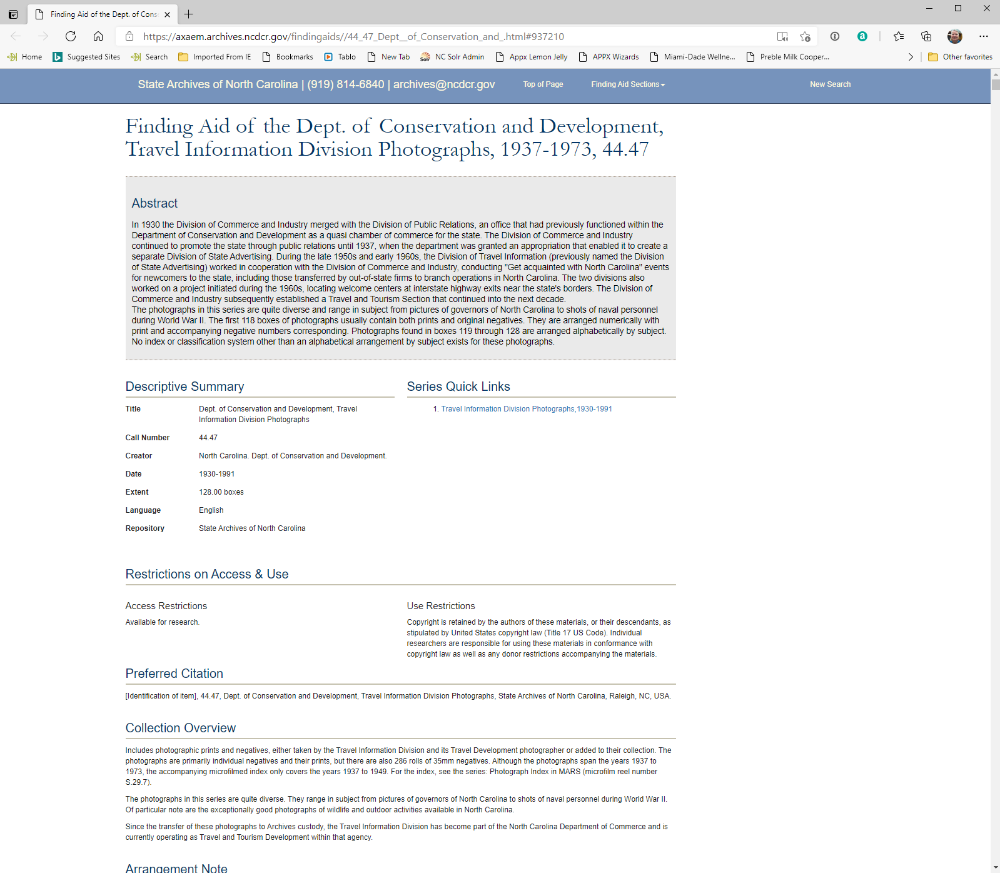 Finding Aid of the Dept. of Cons
https://axaem.archives.ncdcr.gov/findingaids//44_47_Dept__of_Conservation_and_.html#937210
Home Suggested Sites Search Imported From IE Bookmarks Tablo New Tab NC Solr Admin Appx Lemon Jelly APPX Wizards Miami-Dade Wellne... Preble Milk Cooper... Other favorites
State Archives of North Carolina | (919) 814-6840 | archives@ncdcr.gov Top of Page Finding Aid Sections New Search
Finding Aid of the Dept. of Conservation and Development,
Travel Information Division Photographs, 1937-1973, 44.47
Abstract
In 1930 the Division of Commerce and Industry merged with the Division of Public Relations, an office that had previously functioned within the
Department of Conservation and Development as a quasi chamber of commerce for the state. The Division of Commerce and Industry
continued to promote the state through public relations until 1937, when the department was granted an appropriation that enabled it to create a
separate Division of State Advertising. During the late 1950s and early 1960s, the Division of Travel Information (previously named the Division
of State Advertising) worked in cooperation with the Division of Commerce and Industry, conducting "Get acquainted with North Carolina" events
for newcomers to the state, including those transferred by out-of-state firms to branch operations in North Carolina. The two divisions also
worked on a project initiated during the 1960s, locating welcome centers at interstate highway exits near the state's borders. The Division of
Commerce and Industry subsequently established a Travel and Tourism Section that continued into the next decade.
The photographs in this series are quite diverse and range in subject from pictures of governors of North Carolina to shots of naval personnel
during World War II. The first 118 boxes of photographs usually contain both prints and original negatives. They are arranged numerically with
print and accompanying negative numbers corresponding. Photographs found in boxes 119 through 128 are arranged alphabetically by subject.
No index or classification system other than an alphabetical arrangement by subject exists for these photographs.
Descriptive Summary
Title Dept. of Conservation and Development, Travel
Information Division Photographs
Call Number 44.47
Creator North Carolina. Dept. of Conservation and Development.
Date 1930-1991
Extent 128.00 boxes
Language English
Repository State Archives of North Carolina
Series Quick Links
1. Travel Information Division Photographs,1930-1991
Restrictions on Access & Use
Access Restrictions
Available for research.
Use Restrictions
Copyright is retained by the authors of these materials, or their descendants, as
stipulated by United States copyright law (Title 17 US Code). Individual
researchers are responsible for using these materials in conformance with
copyright law as well as any donor restrictions accompanying the materials.
Preferred Citation
[Identification of item], 44.47, Dept. of Conservation and Development, Travel Information Division Photographs, State Archives of North Carolina, Raleigh, NC, USA.
Collection Overview
Includes photographic prints and negatives, either taken by the Travel Information Division and its Travel Development photographer or added to their collection. The
photographs are primarily individual negatives and their prints, but there are also 286 rolls of 35mm negatives. Although the photographs span the years 1937 to
1973, the accompanying microfilmed index only covers the years 1937 to 1949. For the index, see the series: Photograph Index in MARS (microfilm reel number
S.29.7).
The photographs in this series are quite diverse. They range in subject from pictures of governors of North Carolina to shots of naval personnel during World War II.
Of particular note are the exceptionally good photographs of wildlife and outdoor activities available in North Carolina.
Since the transfer of these photographs to Archives custody, the Travel Information Division has become part of the North Carolina Department of Commerce and is
currently operating as Travel and Tourism Development within that agency.
Arrangement Note